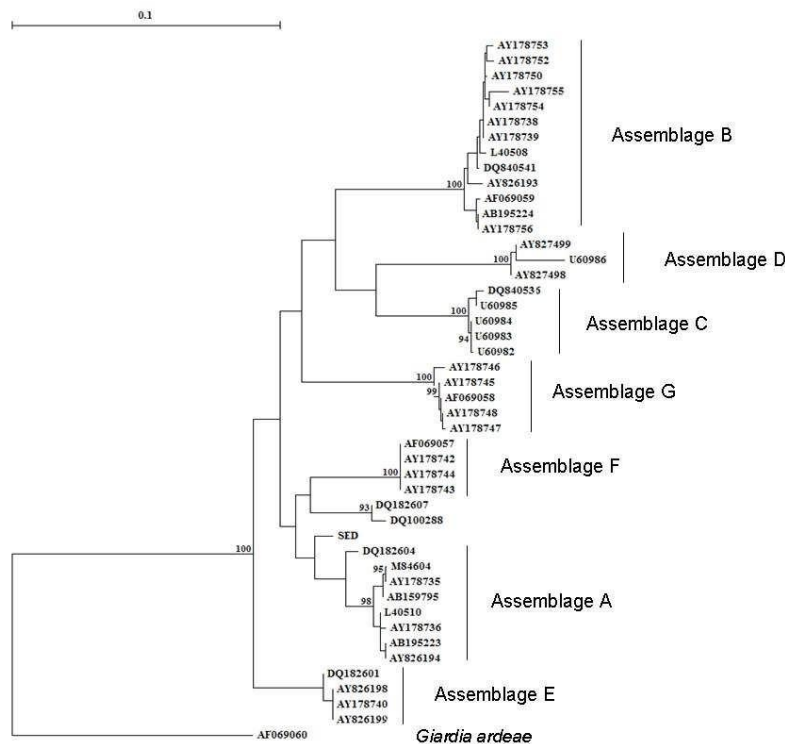 0.1
AY178753
AY178752
AY178750
AY178755
AY178754
AY178738
AY178739
L40508
DQ840541
AY826193
AF069059
AB195224
AY178756
100
Assemblage B
AY827499
U60986
AY827498
100
Assemblage D
DQ840535
U60985
U60984
U60983
U60982
100
94
Assemblage C
AY178746
AY178745
AF069058
AY178748
AY178747
100
99
Assemblage G
AF069057
AY178742
AY178744
AY178743
100
Assemblage F
DQ182607
DQ100288
93
SED
DQ182604
M84604
AY178735
AB159795
L40510
AY178736
AB195223
AY826194
95
98
Assemblage A
100
DQ182601
AY826198
AY178740
AY826199
Assemblage E
AF069060
Giardia ardeae